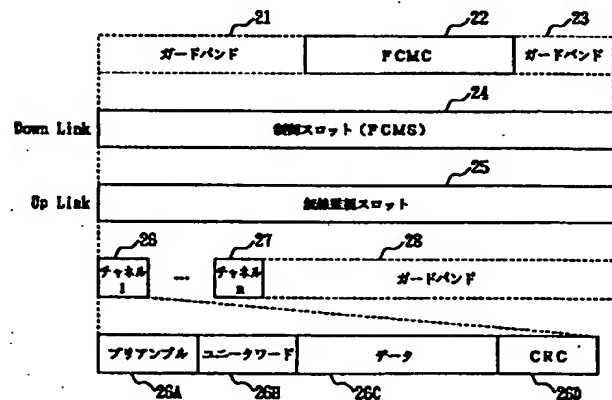 21 22 23
ガードバンド FCMC ガードバンド
24
Down Link 制御スロット(FCMS)
25
Up Link 無線重視スロット
26 27 28
チャネル1 … チャネルn ガードバンド
プリアンブル ユニークワード データ CRC
26A 26B 26C 26D